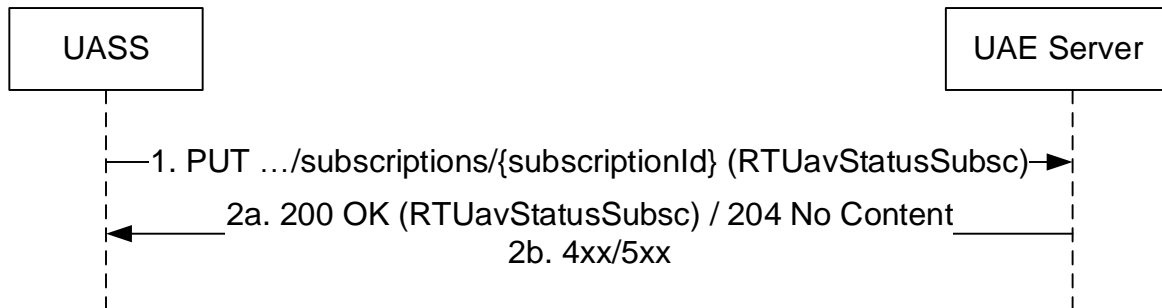 UASS
UAE Server
1. PUT …/subscriptions/{subscriptionId} (RTUavStatusSubsc)
2a. 200 OK (RTUavStatusSubsc) / 204 No Content
2b. 4xx/5xx